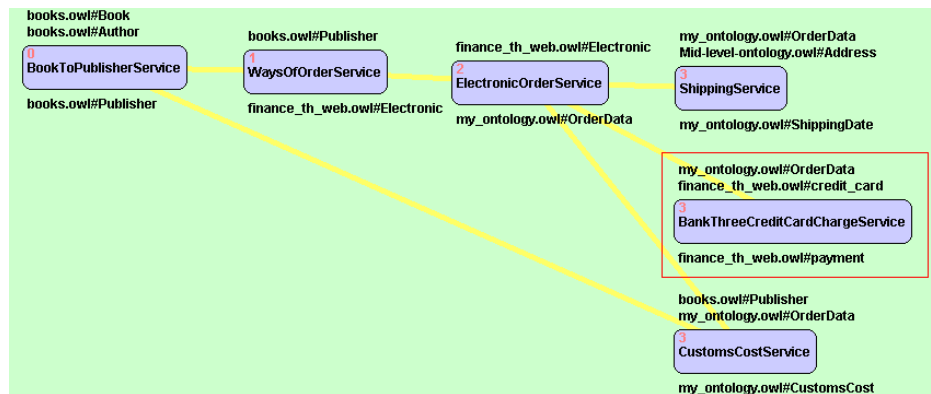 books.owl#Book
books.owl#Author
0
BookToPublisherService
books.owl#Publisher
books.owl#Publisher
1
WaysOfOrderService
finance_th_web.owl#Electronic
finance_th_web.owl#Electronic
2
ElectronicOrderService
my_ontology.owl#OrderData
my_ontology.owl#OrderData
Mid-level-ontology.owl#Address
3
ShippingService
my_ontology.owl#ShippingDate
my_ontology.owl#OrderData
finance_th_web.owl#credit_card
3
BankThreeCreditCardChargeService
finance_th_web.owl#payment
books.owl#Publisher
my_ontology.owl#OrderData
3
CustomsCostService
my_ontology.owl#CustomsCost